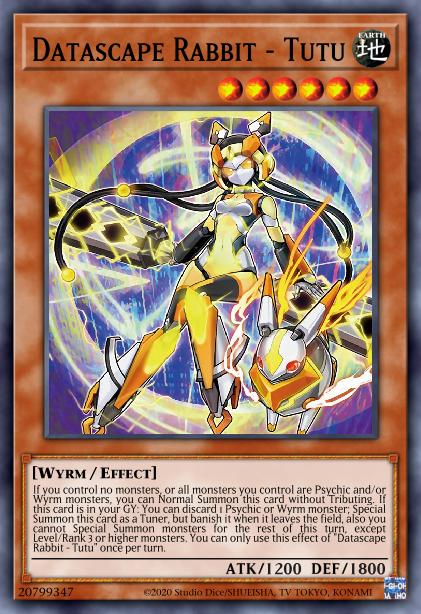 DATASCAPE RABBIT - TUTU
EARTH
地
[WYRM / EFFECT]
If you control no monsters, or all monsters you control are Psychic and/or
Wyrm monsters, you can Normal Summon this card without Tributing. If
this card is in your GY: You can discard 1 Psychic or Wyrm monster; Special
Summon this card as a Tuner, but banish it when it leaves the field, also you
cannot Special Summon monsters for the rest of this turn, except
Level/Rank 3 or higher monsters. You can only use this effect of "Datascape
Rabbit - Tutu" once per turn.
ATK/1200 DEF/1800
20799347
©2020 Studio Dice/SHUEISHA, TV TOKYO, KONAMI